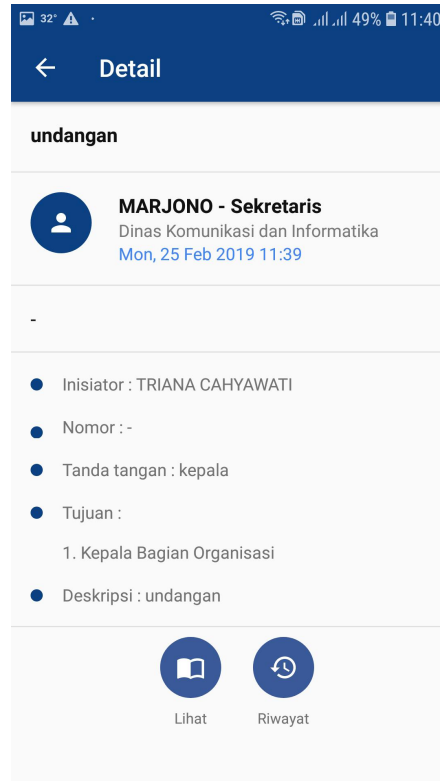 32° 49% 11:40
Detail
undangan
MARJONO - Sekretaris
Dinas Komunikasi dan Informatika
Mon, 25 Feb 2019 11:39
-
Inisiator : TRIANA CAHYAWATI
Nomor : -
Tanda tangan : kepala
Tujuan :
1. Kepala Bagian Organisasi
Deskripsi : undangan
Lihat Riwayat